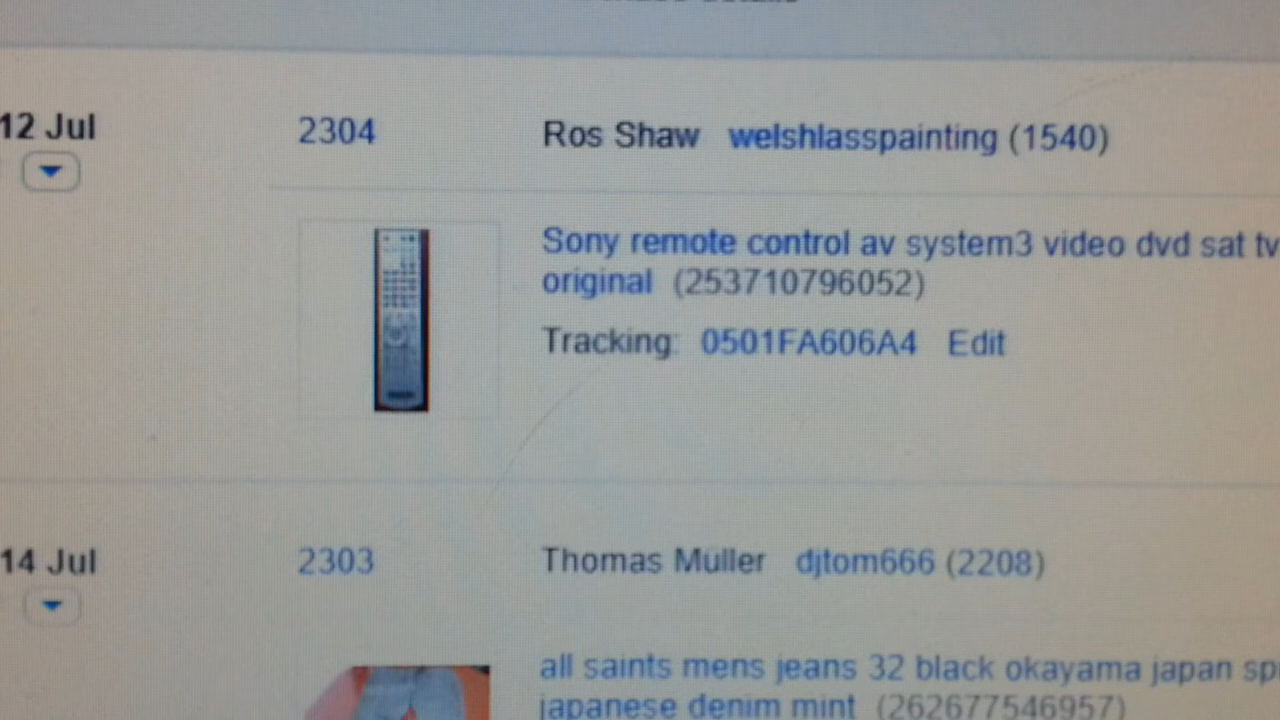 12 Jul
2304
Ros Shaw welshlasspainting (1540)
Sony remote control av system3 video dvd sat tv
original (253710796052)
Tracking: 0501FA606A4 Edit
14 Jul
2303
Thomas Muller djtom666 (2208)
all saints mens jeans 32 black okayama japan sp
japanese denim mint (262677546957)